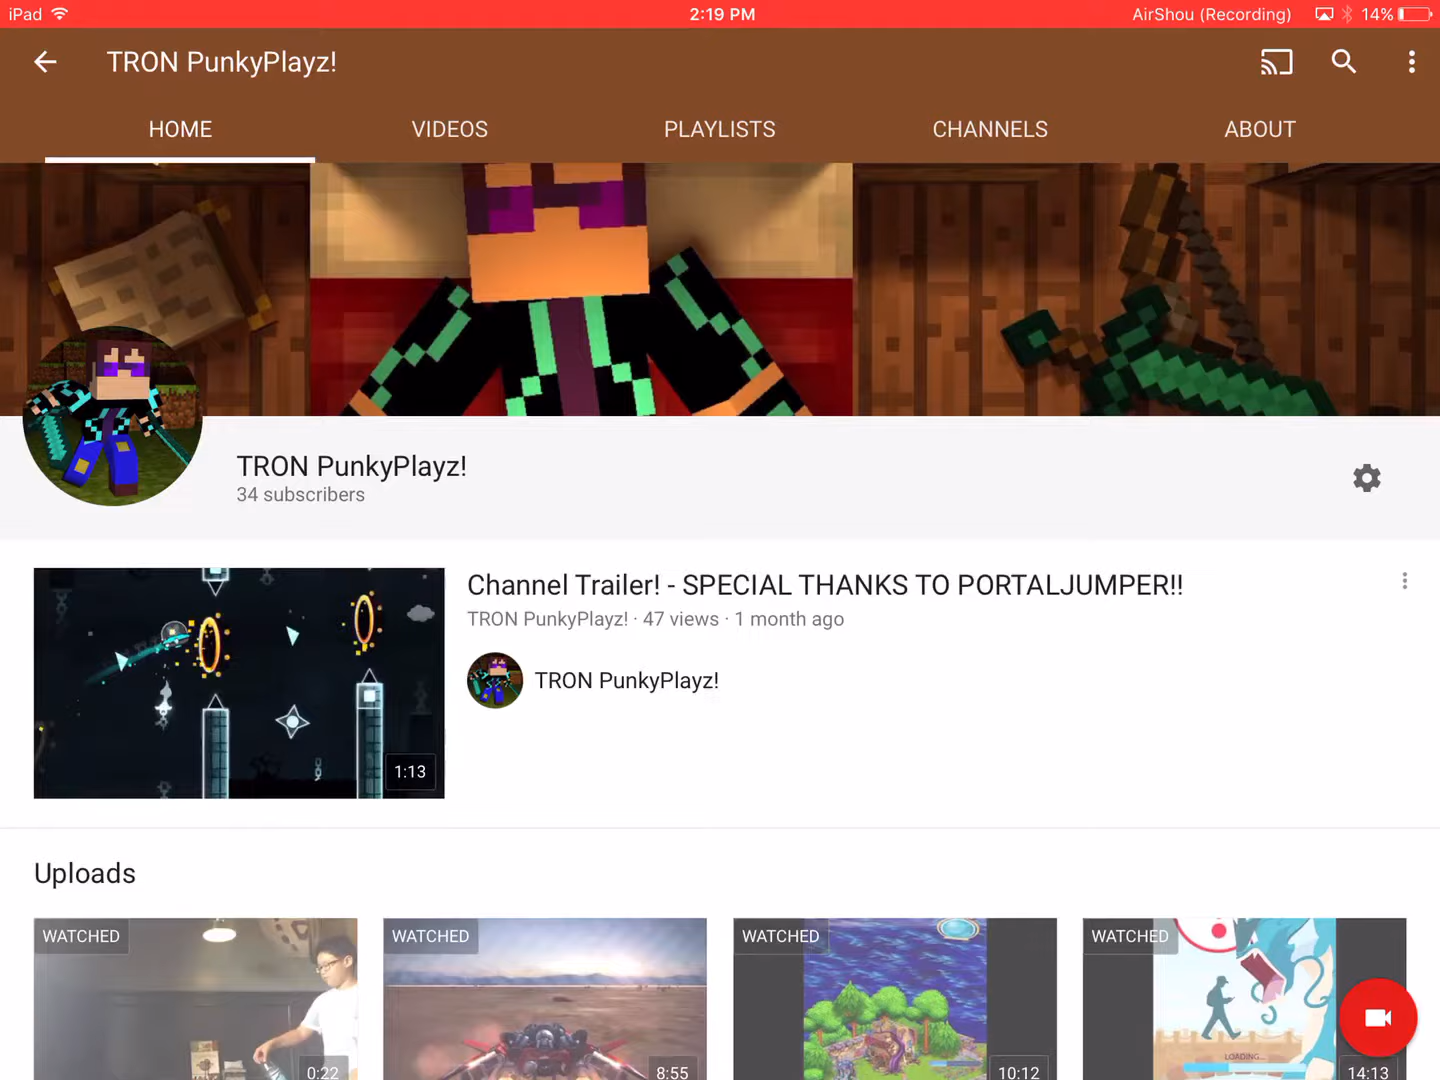 iPad 2:19 PM AirShou (Recording) 14%
TRON PunkyPlayz!
HOME VIDEOS PLAYLISTS CHANNELS ABOUT
TRON PunkyPlayz!
34 subscribers
Channel Trailer! - SPECIAL THANKS TO PORTALJUMPER!!
TRON PunkyPlayz! · 47 views · 1 month ago
TRON PunkyPlayz!
1:13
Uploads
WATCHED WATCHED WATCHED WATCHED
LOADING...
0:22 8:55 10:12 14:13